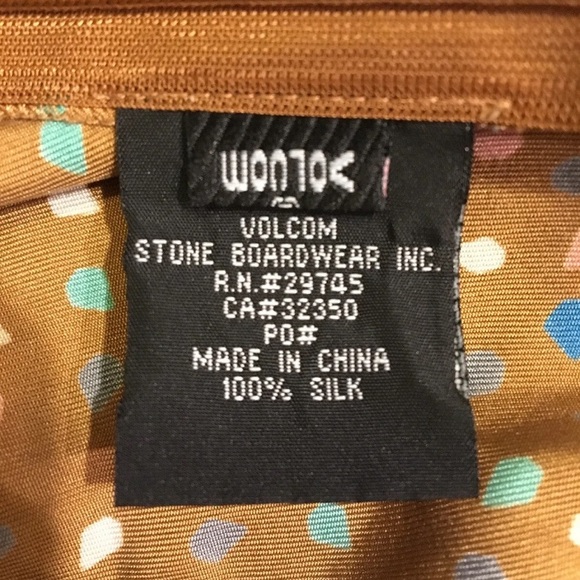 VOLCOM
VOLCOM
STONE BOARDWEAR INC.
R.N.#29745
CA#32350
PO#
MADE IN CHINA
100% SILK